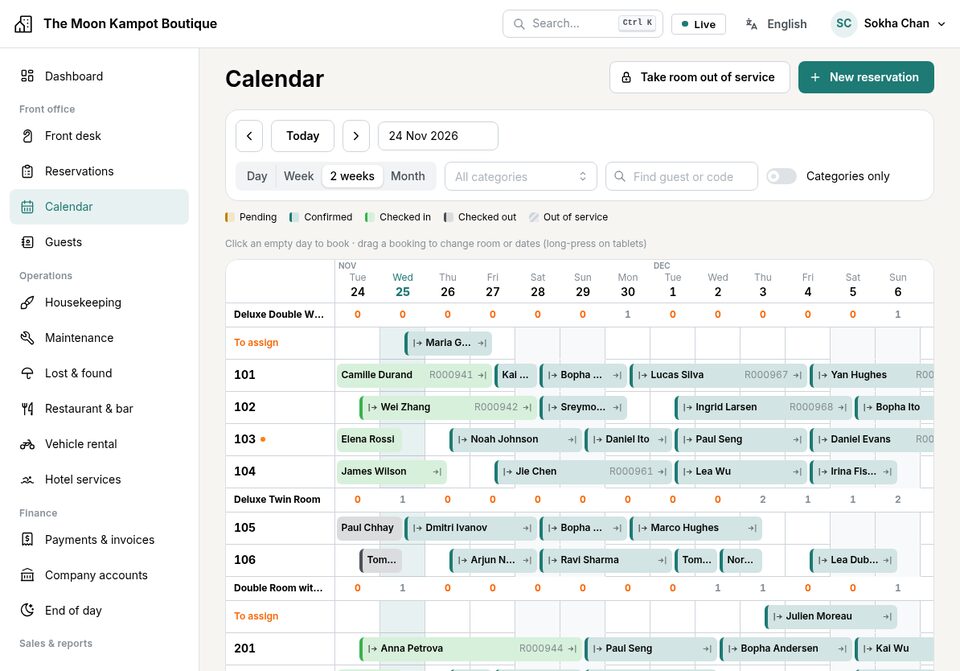 The Moon Kampot Boutique
Search...
Ctrl K
Live
English
SC
Sokha Chan
Dashboard
Front office
Front desk
Reservations
Calendar
Guests
Operations
Housekeeping
Maintenance
Lost & found
Restaurant & bar
Vehicle rental
Hotel services
Finance
Payments & invoices
Company accounts
End of day
Sales & reports
Calendar
Take room out of service
+ New reservation
Today
24 Nov 2026
Day Week 2 weeks Month
All categories
Find guest or code
Categories only
Pending Confirmed Checked in Checked out Out of service
Click an empty day to book · drag a booking to change room or dates (long-press on tablets)
NOV DEC
Tue Wed Thu Fri Sat Sun Mon Tue Wed Thu Fri Sat Sun
24 25 26 27 28 29 30 1 2 3 4 5 6
Deluxe Double W... 0 0 0 0 0 0 1 0 0 0 0 0 1
To assign Maria G...
101 Camille Durand R000941 Kai ... Bopha ... Lucas Silva R000967 Yan Hughes R00
102 Wei Zhang R000942 Sreymo... Ingrid Larsen R000968 Bopha Ito
103 Elena Rossi Noah Johnson Daniel Ito Paul Seng Daniel Evans R00
104 James Wilson Jie Chen R000961 Lea Wu Irina Fis...
Deluxe Twin Room 0 1 0 0 0 0 0 0 0 2 1 1 2
105 Paul Chhay Dmitri Ivanov Bopha ... Marco Hughes
106 Tom... Arjun N... Ravi Sharma Tom... Nor... Lea Dub...
Double Room wit... 0 1 0 0 0 0 0 0 1 1 0 0 1
To assign Julien Moreau
201 Anna Petrova R000944 Paul Seng Bopha Andersen Kai Wu